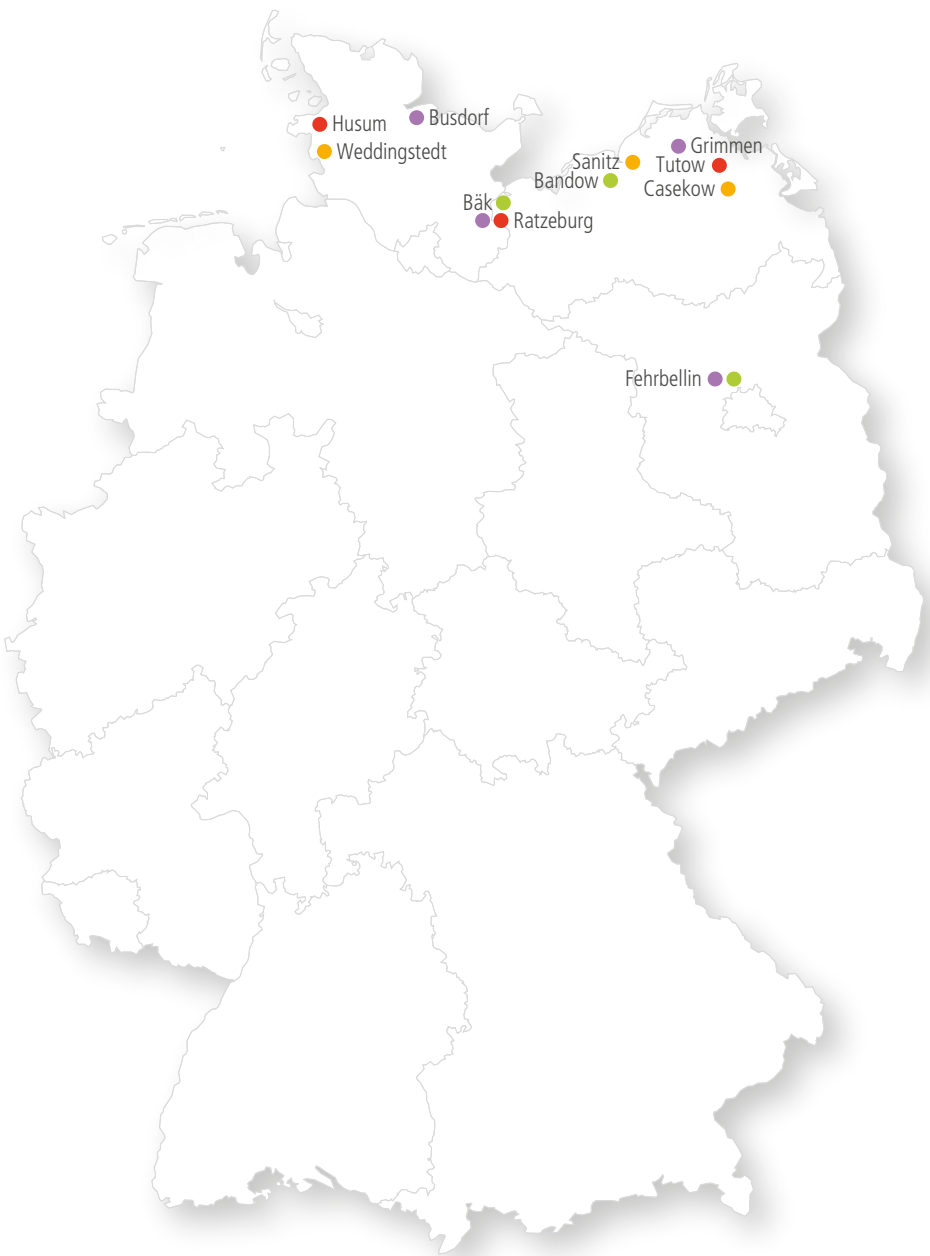 Husum
Busdorf
Weddingstedt
Grimmen
Sanitz
Tutow
Bandow
Casekow
Bäk
Ratzeburg
Fehrbellin